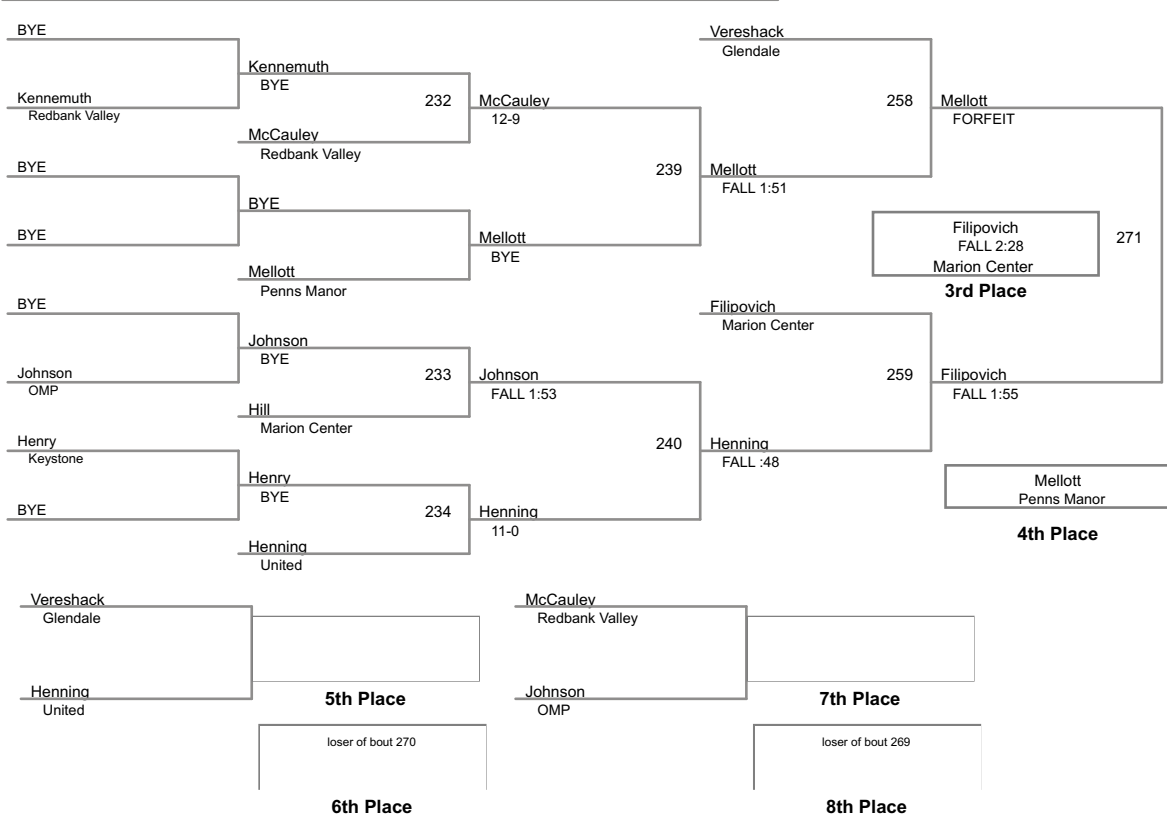 BYE
Kennemuth
Redbank Valley
BYE
BYE
BYE
Johnson
OMP
Henry
Keystone
BYE
Kennemuth
BYE
232
McCauley
Redbank Valley
BYE
Mellott
Penns Manor
Johnson
BYE
233
Hill
Marion Center
Henry
BYE
234
Henning
United
McCauley
12-9
239
Mellott
BYE
Johnson
FALL 1:53
240
Henning
11-0
Vereshack
Glendale
258
Mellott
FALL 1:51
Filipovich
Marion Center
259
Henning
FALL :48
Mellott
FORFEIT
Filipovich
FALL 2:28
Marion Center
271
3rd Place
Filipovich
FALL 1:55
Mellott
Penns Manor
4th Place
Vereshack
Glendale
Henning
United
5th Place
loser of bout 270
6th Place
McCauley
Redbank Valley
Johnson
OMP
7th Place
loser of bout 269
8th Place